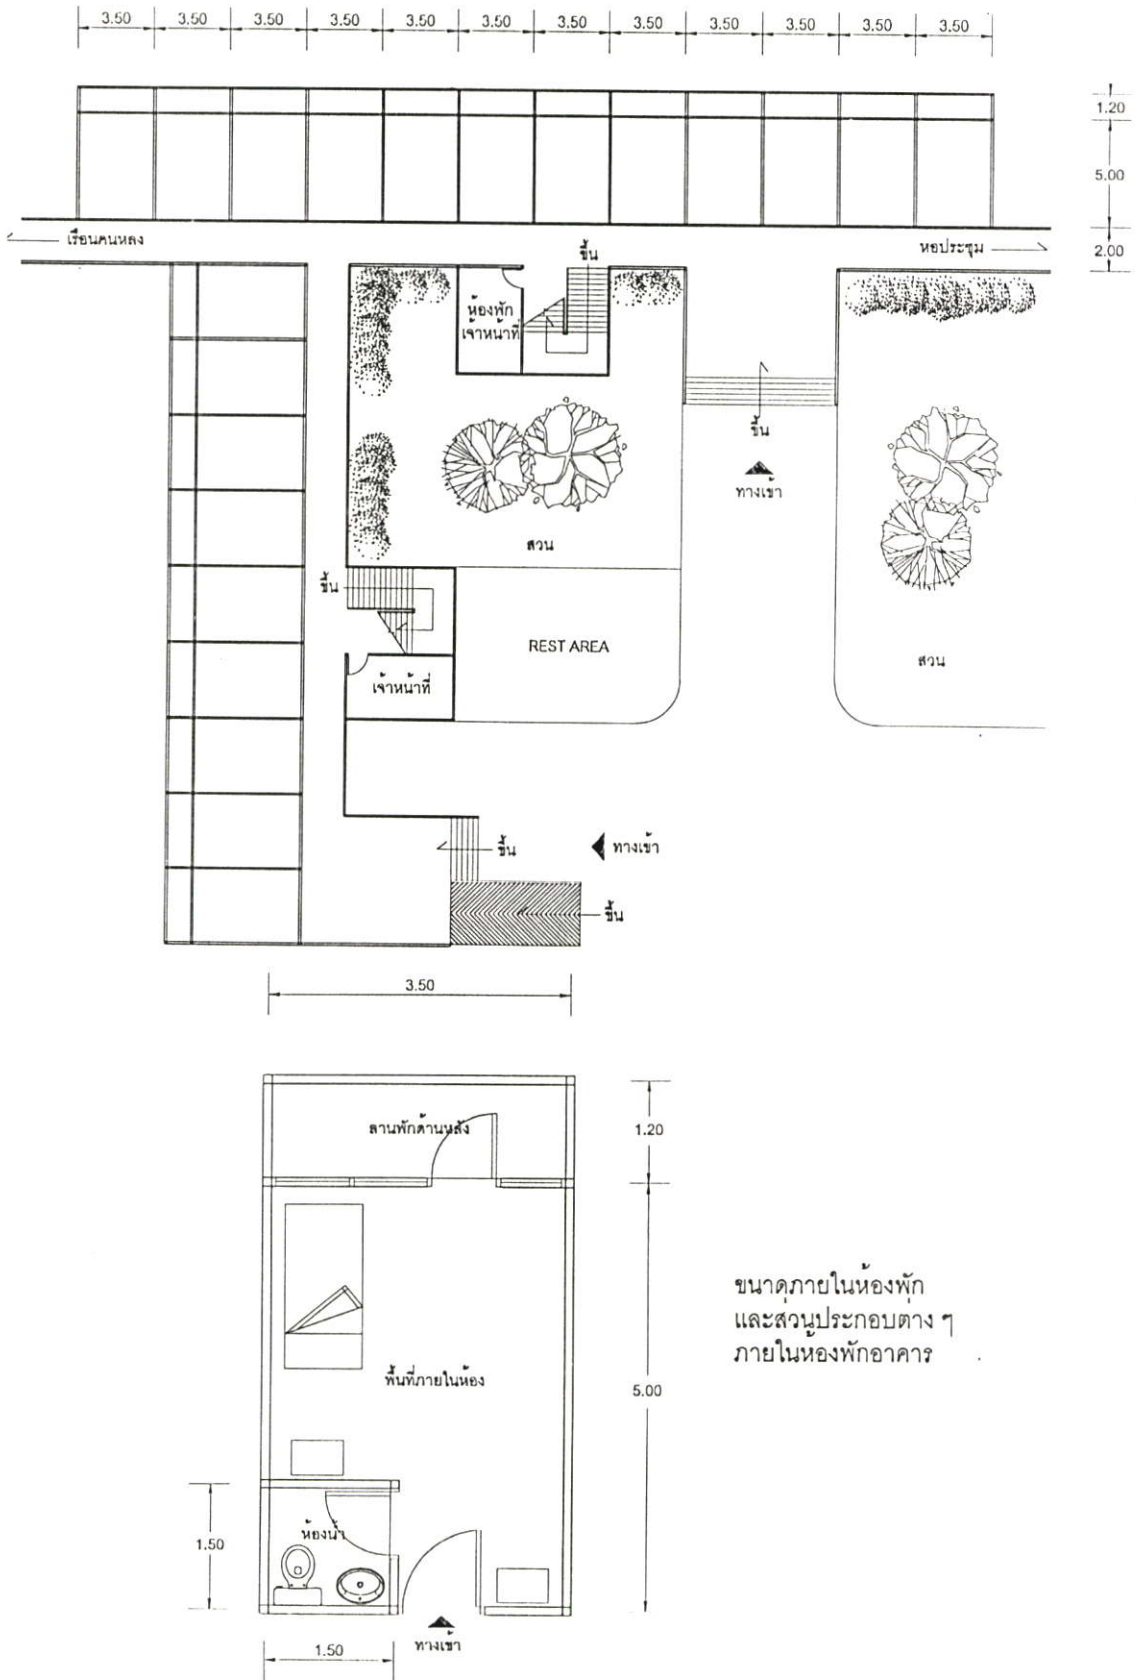 3.50 3.50 3.50 3.50 3.50 3.50 3.50 3.50 3.50 3.50 3.50 3.50
1.20
5.00
2.00
เรือนคนหลง
หอประชุม
ขึ้น
ห้องพัก
เจ้าหน้าที่
ขึ้น
ทางเข้า
สวน
ขึ้น
REST AREA
สวน
เจ้าหน้าที่
ขึ้น
ทางเข้า
ขึ้น
3.50
ลานพักด้านหลัง
1.20
ขนาดภายในห้องพัก
และส่วนประกอบต่าง ๆ
ภายในห้องพักอาคาร
พื้นที่ภายในห้อง
5.00
ห้องน้ำ
1.50
ทางเข้า
1.50